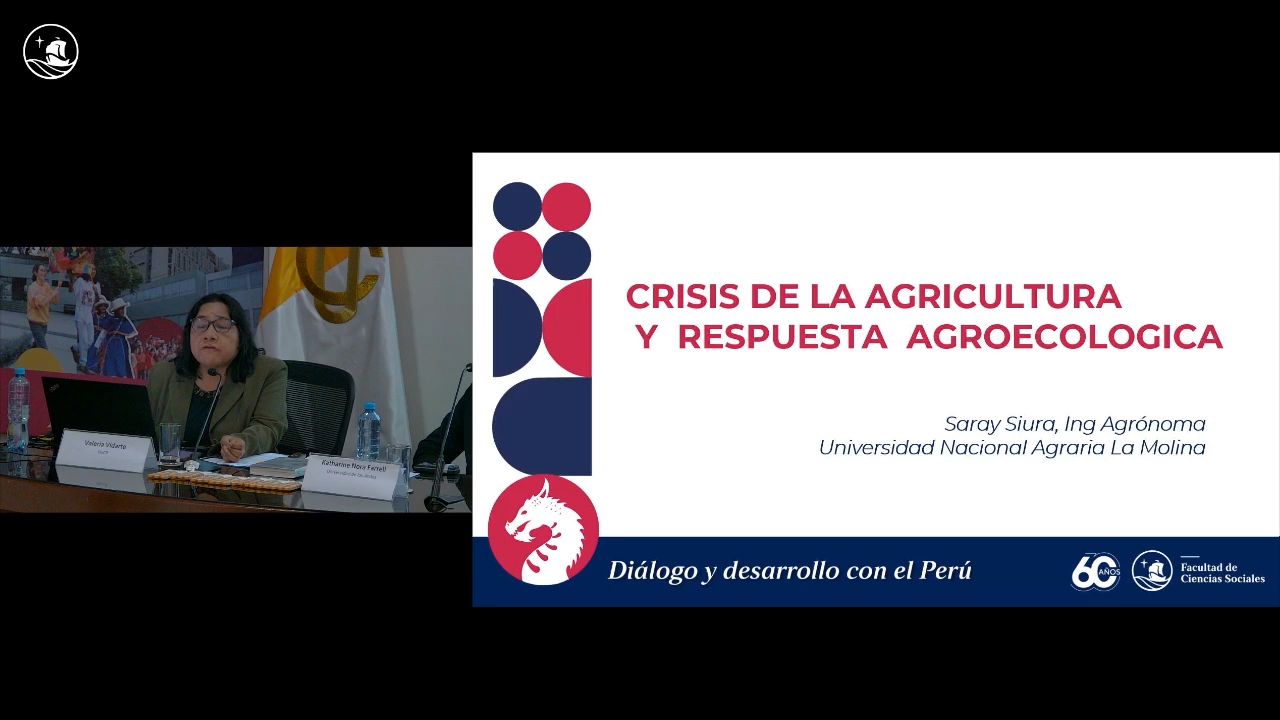 CRISIS DE LA AGRICULTURA
Y RESPUESTA AGROECOLOGICA
Saray Siura, Ing Agrónoma
Universidad Nacional Agraria La Molina
Diálogo y desarrollo con el Perú
60 AÑOS
Facultad de
Ciencias Sociales
Valeria Vidarte
Katharine Nora Farrell